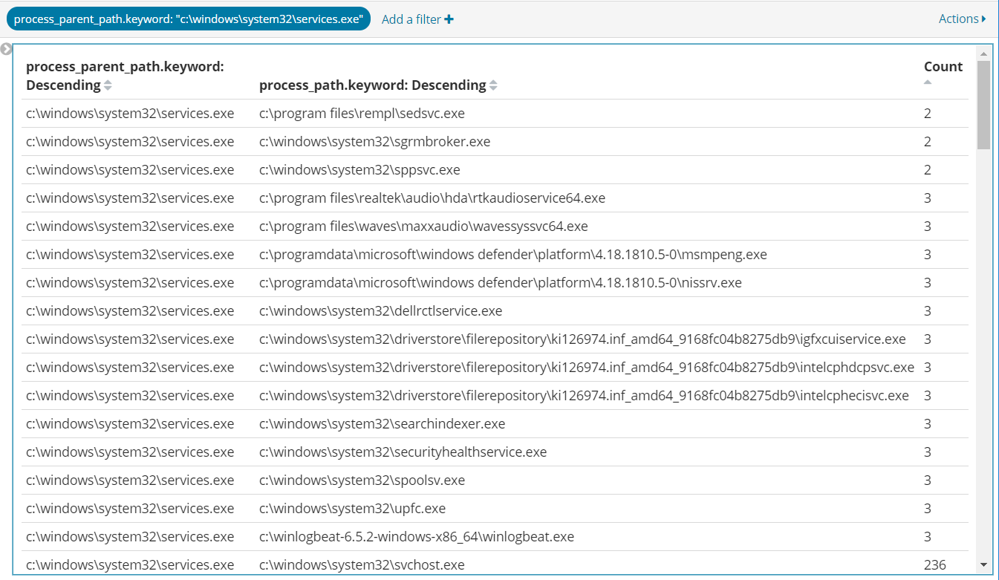 process_parent_path.keyword: "c:\windows\system32\services.exe" Add a filter + Actions
process_parent_path.keyword:
Descending process_path.keyword: Descending Count
c:\windows\system32\services.exe c:\program files\rempl\sedsvc.exe 2
c:\windows\system32\services.exe c:\windows\system32\sgrmbroker.exe 2
c:\windows\system32\services.exe c:\windows\system32\sppsvc.exe 2
c:\windows\system32\services.exe c:\program files\realtek\audio\hda\rtkaudioservice64.exe 3
c:\windows\system32\services.exe c:\program files\waves\maxxaudio\wavessyssvc64.exe 3
c:\windows\system32\services.exe c:\programdata\microsoft\windows defender\platform\4.18.1810.5-0\msmpeng.exe 3
c:\windows\system32\services.exe c:\programdata\microsoft\windows defender\platform\4.18.1810.5-0\nissrv.exe 3
c:\windows\system32\services.exe c:\windows\system32\dellrctlservice.exe 3
c:\windows\system32\services.exe c:\windows\system32\driverstore\filerepository\ki126974.inf_amd64_9168fc04b8275db9\igfxcuiservice.exe 3
c:\windows\system32\services.exe c:\windows\system32\driverstore\filerepository\ki126974.inf_amd64_9168fc04b8275db9\intelcphdcpsvc.exe 3
c:\windows\system32\services.exe c:\windows\system32\driverstore\filerepository\ki126974.inf_amd64_9168fc04b8275db9\intelcphecisvc.exe 3
c:\windows\system32\services.exe c:\windows\system32\searchindexer.exe 3
c:\windows\system32\services.exe c:\windows\system32\securityhealthservice.exe 3
c:\windows\system32\services.exe c:\windows\system32\spoolsv.exe 3
c:\windows\system32\services.exe c:\windows\system32\upfc.exe 3
c:\windows\system32\services.exe c:\winlogbeat-6.5.2-windows-x86_64\winlogbeat.exe 3
c:\windows\system32\services.exe c:\windows\system32\svchost.exe 236